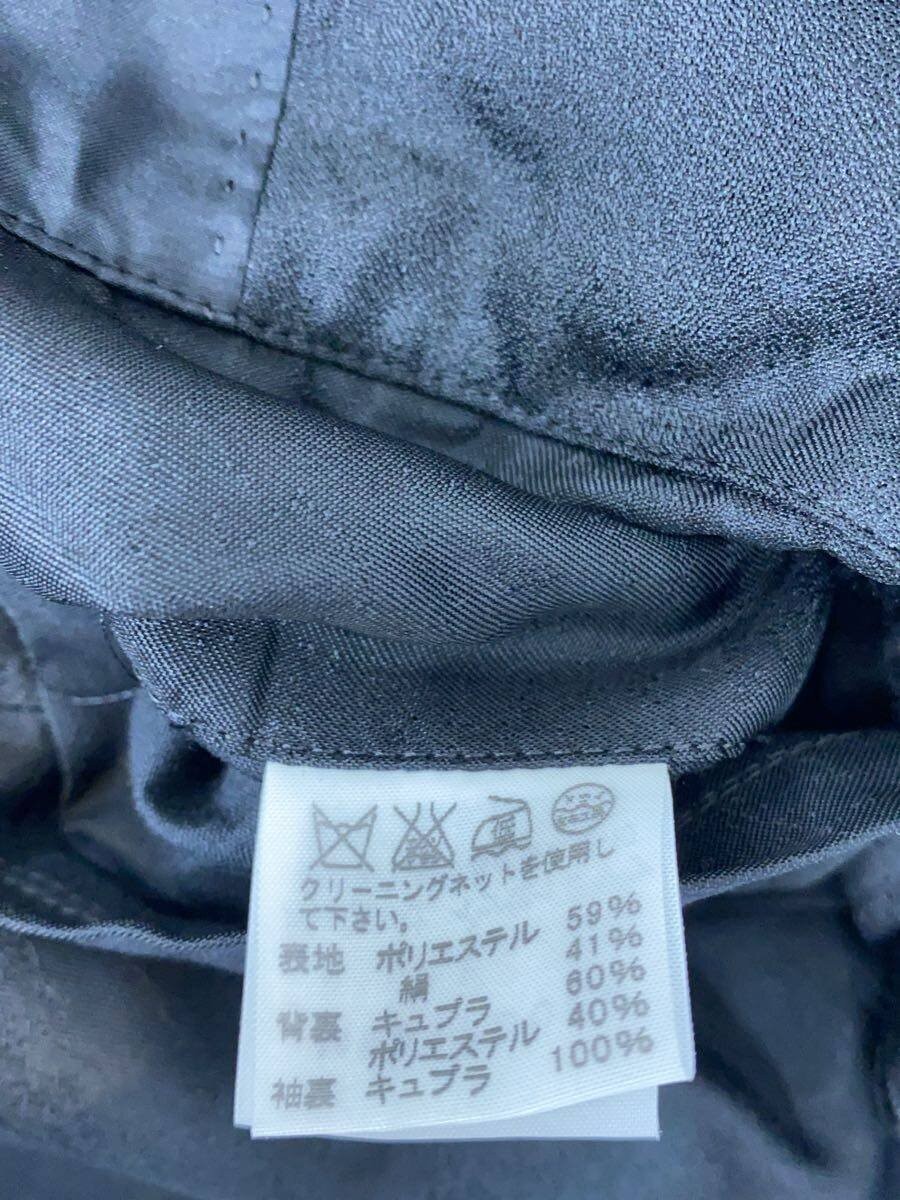 低
クリーニングネットを使用し
て下さい。
表地 ポリエステル 59%
絹 41%
背裏 キュプラ 60%
ポリエステル 40%
袖裏 キュプラ 100%